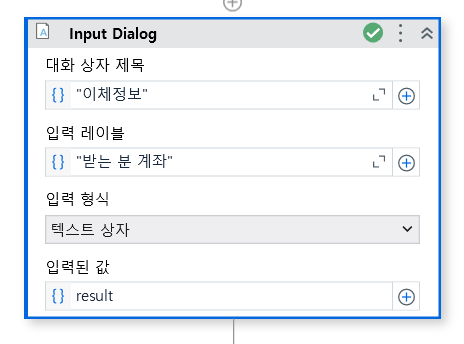 Input Dialog
대화 상자 제목
{} "이체정보"
입력 레이블
{} "받는 분 계좌"
입력 형식
텍스트 상자
입력된 값
{} result